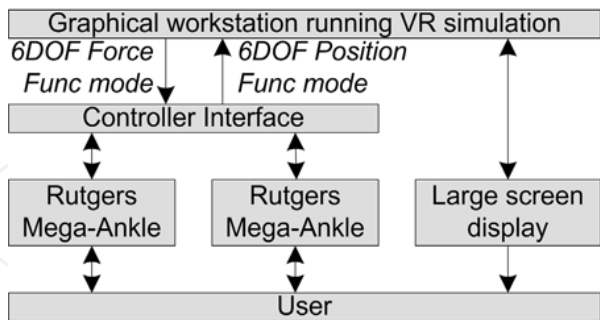 Graphical workstation running VR simulation
6DOF Force
Func mode
6DOF Position
Func mode
Controller Interface
Rutgers
Mega-Ankle
Rutgers
Mega-Ankle
Large screen
display
User